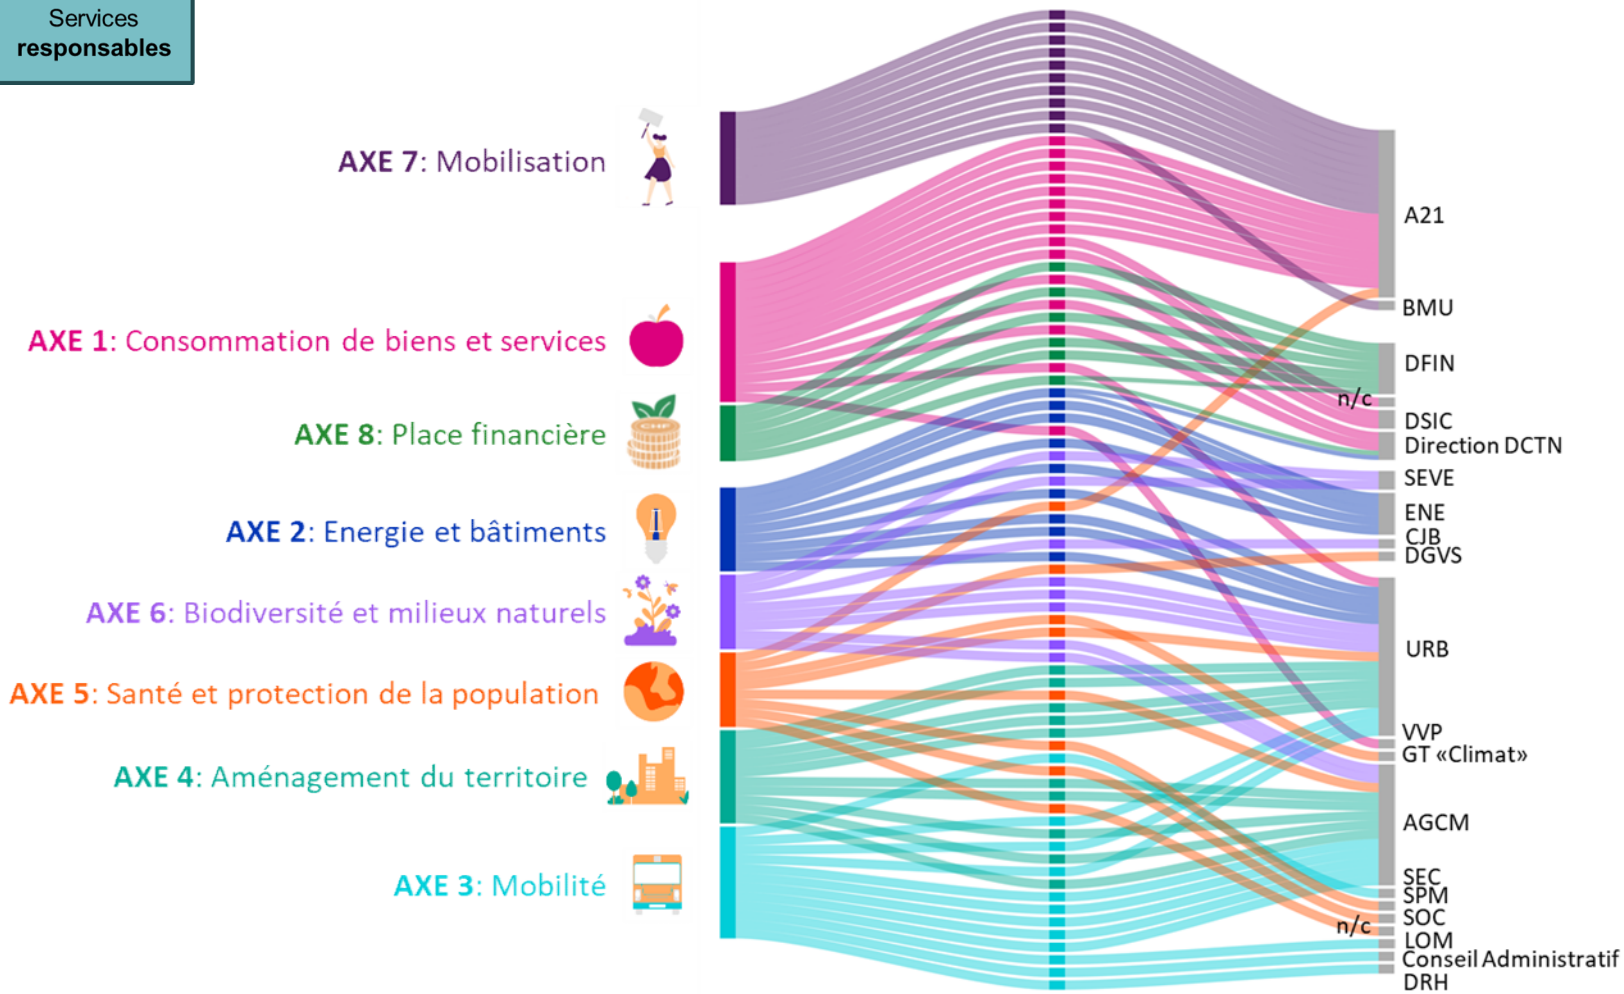 Services
responsables
AXE 7: Mobilisation
AXE 1: Consommation de biens et services
AXE 8: Place financière
AXE 2: Energie et bâtiments
AXE 6: Biodiversité et milieux naturels
AXE 5: Santé et protection de la population
AXE 4: Aménagement du territoire
AXE 3: Mobilité
A21
BMU
DFIN
n/c
DSIC
Direction DCTN
SEVE
ENE
CJB
DGVS
URB
VVP
GT «Climat»
AGCM
SEC
SPM
SOC
n/c
LOM
Conseil Administratif
DRH